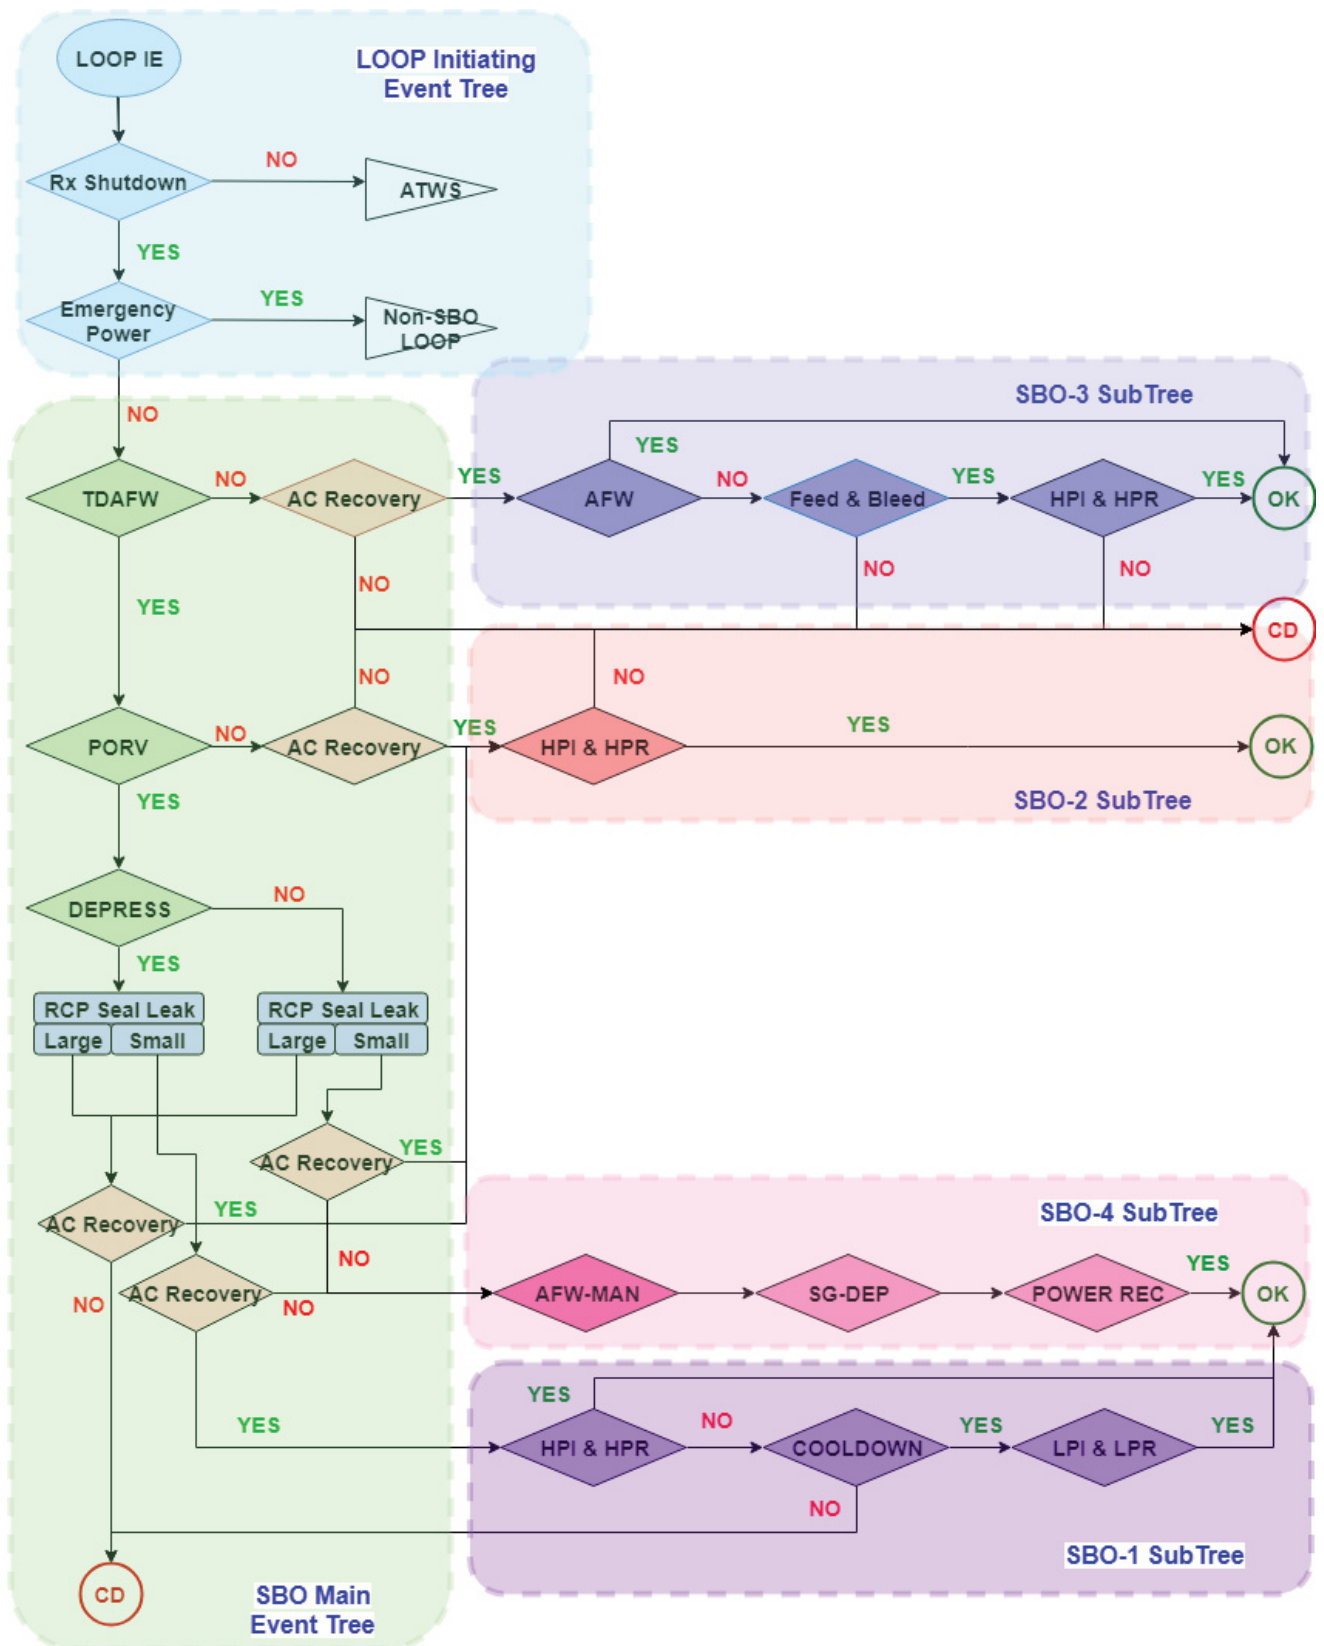 LOOP IE
LOOP Initiating
Event Tree
Rx Shutdown
NO
ATWS
YES
Emergency
Power
YES
Non-SBO
LOOP
NO
SBO-3 SubTree
YES
TDAFW
NO
AC Recovery
YES
AFW
NO
Feed & Bleed
YES
HPI & HPR
YES
OK
NO
NO
NO
YES
CD
NO
NO
PORV
NO
AC Recovery
YES
HPI & HPR
YES
OK
YES
SBO-2 SubTree
DEPRESS
NO
YES
RCP Seal Leak
Large
Small
RCP Seal Leak
Large
Small
AC Recovery
YES
AC Recovery
YES
SBO-4 SubTree
NO
AC Recovery
NO
NO
AFW-MAN
SG-DEP
POWER REC
YES
OK
YES
YES
HPI & HPR
NO
COOLDOWN
YES
LPI & LPR
YES
NO
SBO-1 SubTree
CD
SBO Main
Event Tree